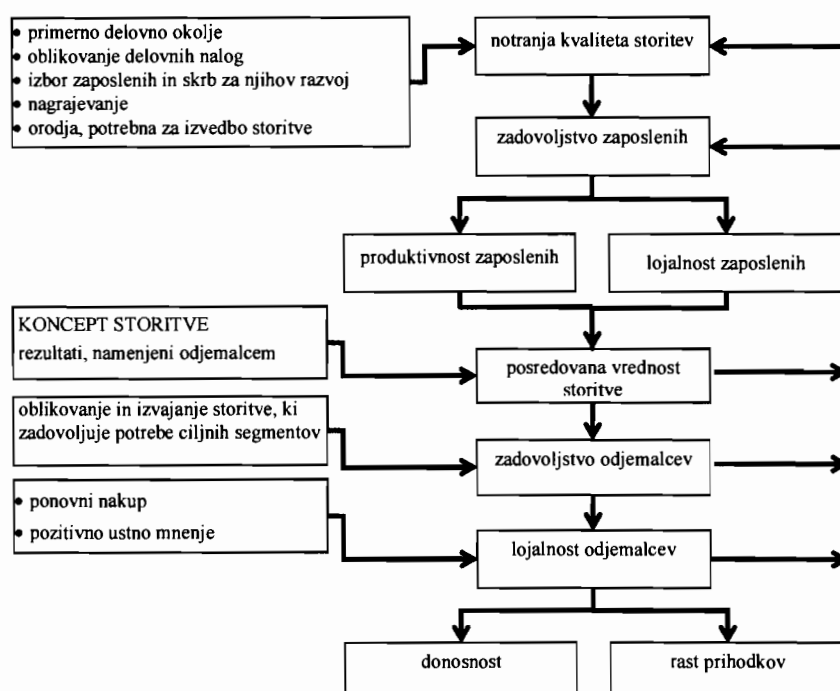 • primerno delovno okolje
• oblikovanje delovnih nalog
• izbor zaposlenih in skrb za njihov razvoj
• nagrajevanje
• orodja, potrebna za izvedbo storitve
notranja kvaliteta storitev
zadovoljstvo zaposlenih
produktivnost zaposlenih
lojalnost zaposlenih
KONCEPT STORITVE
rezultati, namenjeni odjemalcem
posredovana vrednost
storitve
oblikovanje in izvajanje storitve, ki
zadovoljuje potrebe ciljnih segmentov
zadovoljstvo odjemalcev
• ponovni nakup
• pozitivno ustno mnenje
lojalnost odjemalcev
donosnost
rast prihodkov